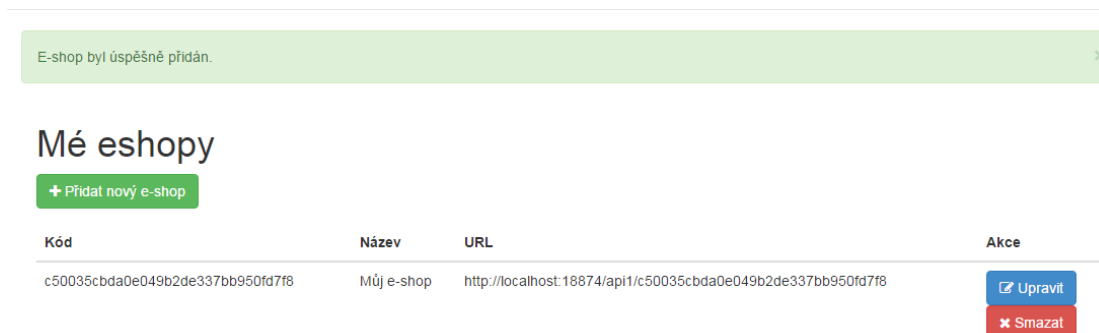 E-shop byl úspěšně přidán.
×
Mé eshopy
Přidat nový e-shop
Kód Název URL Akce
c50035cbda0e049b2de337bb950fd7f8 Můj e-shop http://localhost:18874/api1/c50035cbda0e049b2de337bb950fd7f8 Upravit
Smazat